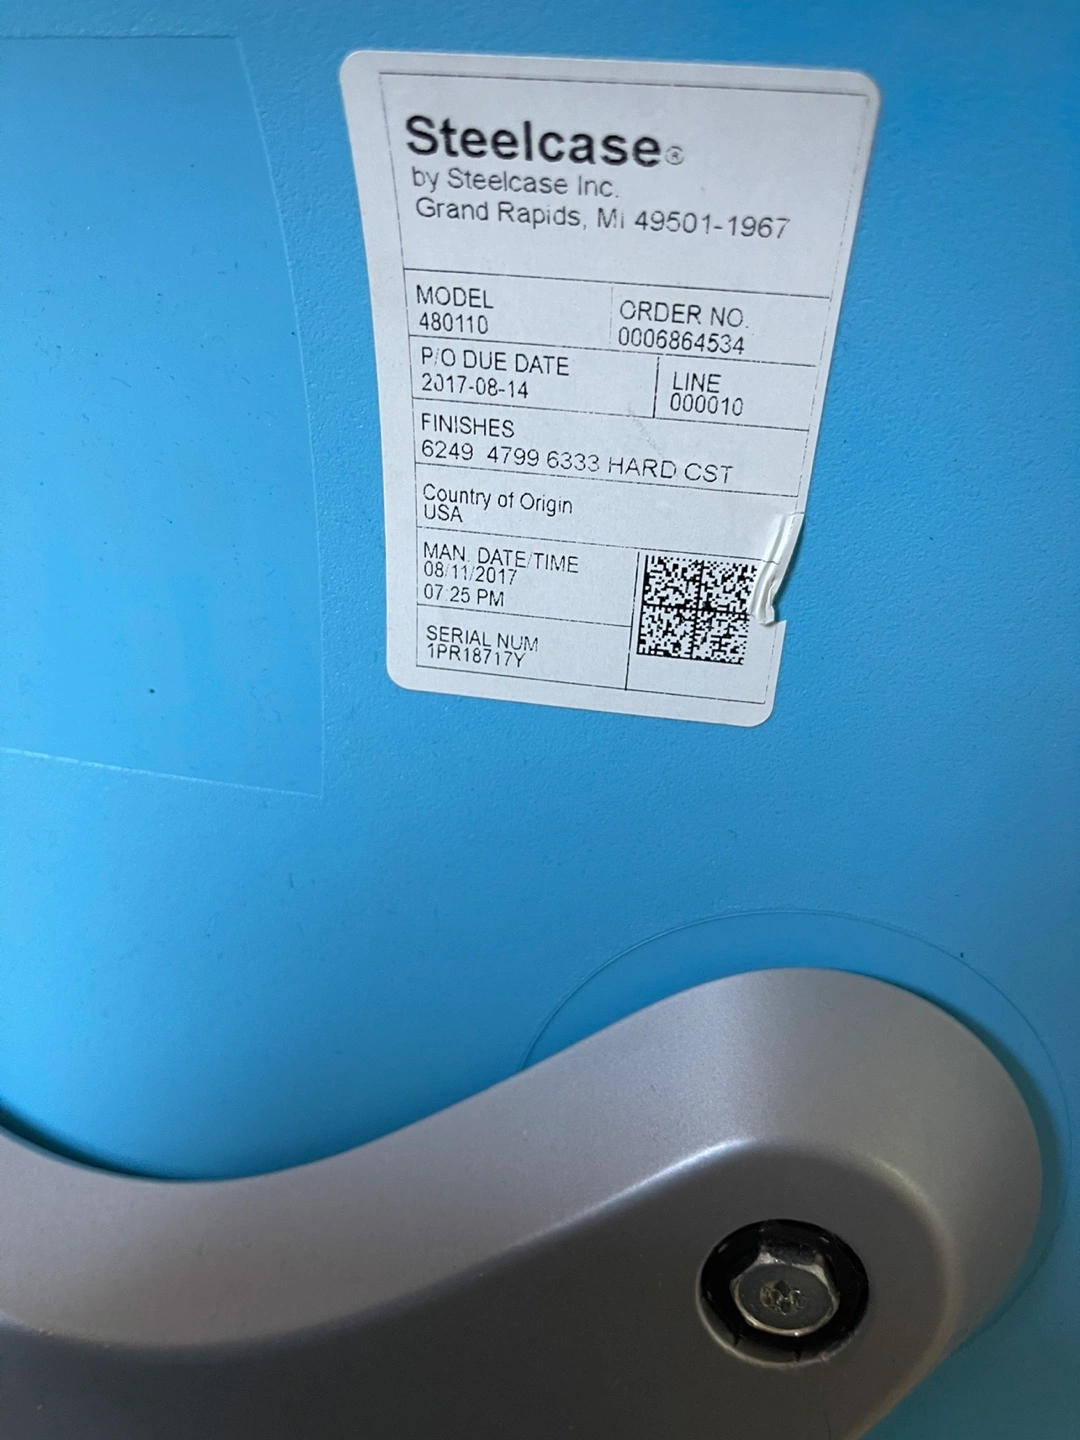 Steelcase®
by Steelcase Inc.
Grand Rapids, Mi 49501-1967
MODEL
480110
ORDER NO.
0006864534
P/O DUE DATE
2017-08-14
LINE
000010
FINISHES
6249 4799 6333 HARD CST
Country of Origin
USA
MAN. DATE/TIME
08/11/2017
07:25 PM
SERIAL NUM
1PR18717Y